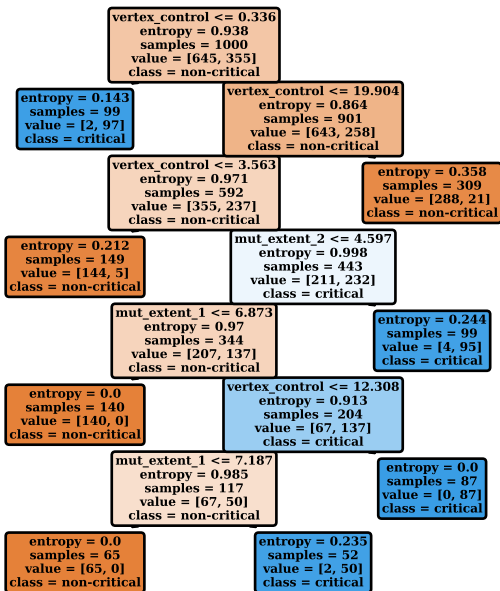 vertex_control <= 0.336
entropy = 0.938
samples = 1000
value = [645, 355]
class = non-critical
entropy = 0.143
samples = 99
value = [2, 97]
class = critical
vertex_control <= 19.904
entropy = 0.864
samples = 901
value = [643, 258]
class = non-critical
vertex_control <= 3.563
entropy = 0.971
samples = 592
value = [355, 237]
class = non-critical
entropy = 0.358
samples = 309
value = [288, 21]
class = non-critical
entropy = 0.212
samples = 149
value = [144, 5]
class = non-critical
mut_extent_2 <= 4.597
entropy = 0.998
samples = 443
value = [211, 232]
class = critical
mut_extent_1 <= 6.873
entropy = 0.97
samples = 344
value = [207, 137]
class = non-critical
entropy = 0.244
samples = 99
value = [4, 95]
class = critical
entropy = 0.0
samples = 140
value = [140, 0]
class = non-critical
vertex_control <= 12.308
entropy = 0.913
samples = 204
value = [67, 137]
class = critical
mut_extent_1 <= 7.187
entropy = 0.985
samples = 117
value = [67, 50]
class = non-critical
entropy = 0.0
samples = 87
value = [0, 87]
class = critical
entropy = 0.0
samples = 65
value = [65, 0]
class = non-critical
entropy = 0.235
samples = 52
value = [2, 50]
class = critical